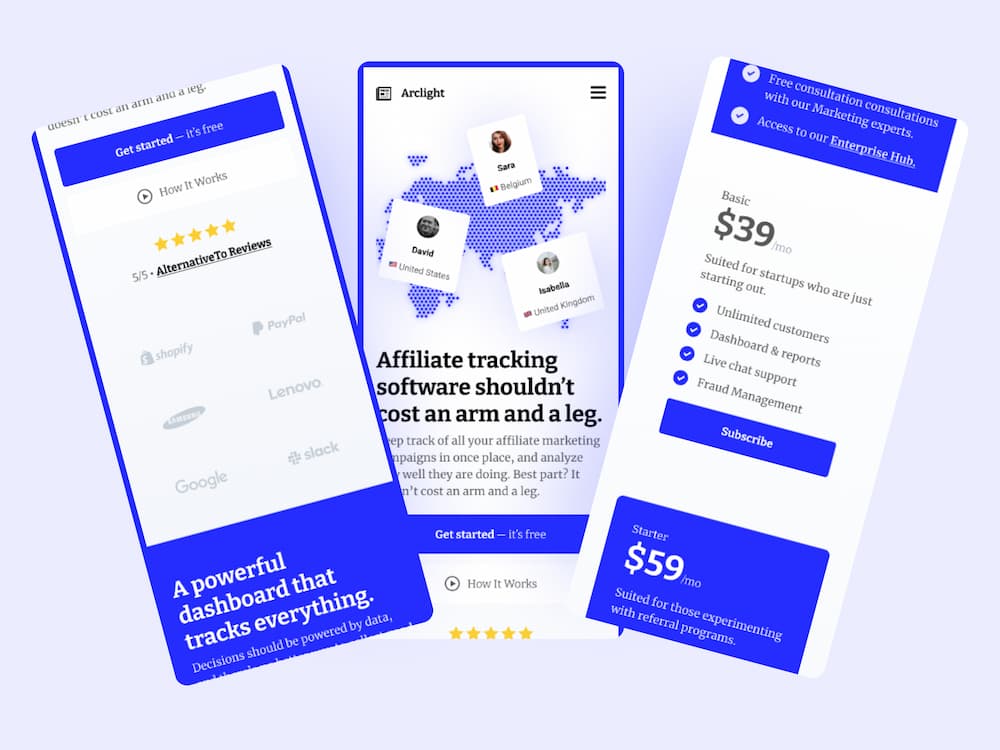 doesn't cost an arm and a leg.
Get started — it's free
How It Works
5/5 • AlternativeTo Reviews
PayPal
shopify
Lenovo
SAMSUNG
slack
Google
A powerful
dashboard that
tracks everything.
Decisions should be powered by data,
Arclight
Sara
Belgium
David
United States
Isabella
United Kingdom
Affiliate tracking
software shouldn't
cost an arm and a leg.
eep track of all your affiliate marketing
mpaigns in once place, and analyze
well they are doing. Best part? It
n't cost an arm and a leg.
Get started — it's free
How It Works
Free consultation consultations
with our Marketing experts.
Access to our Enterprise Hub.
Basic
$39/mo
Suited for startups who are just
starting out.
Unlimited customers
Dashboard & reports
Live chat support
Fraud Management
Subscribe
Starter
$59/mo
Suited for those experimenting
with referral programs.